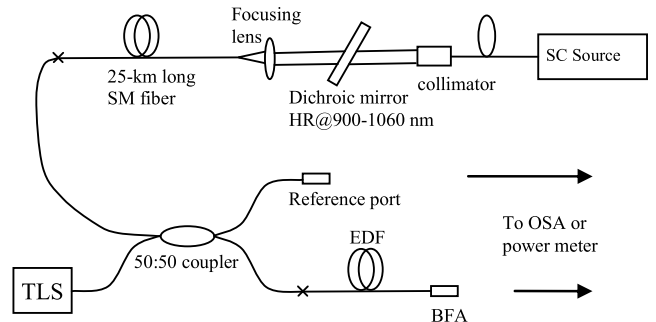 Focusing
lens
SC Source
25-km long
SM fiber
collimator
Dichroic mirror
HR@900-1060 nm
Reference port
To OSA or
power meter
50:50 coupler
EDF
TLS
BFA